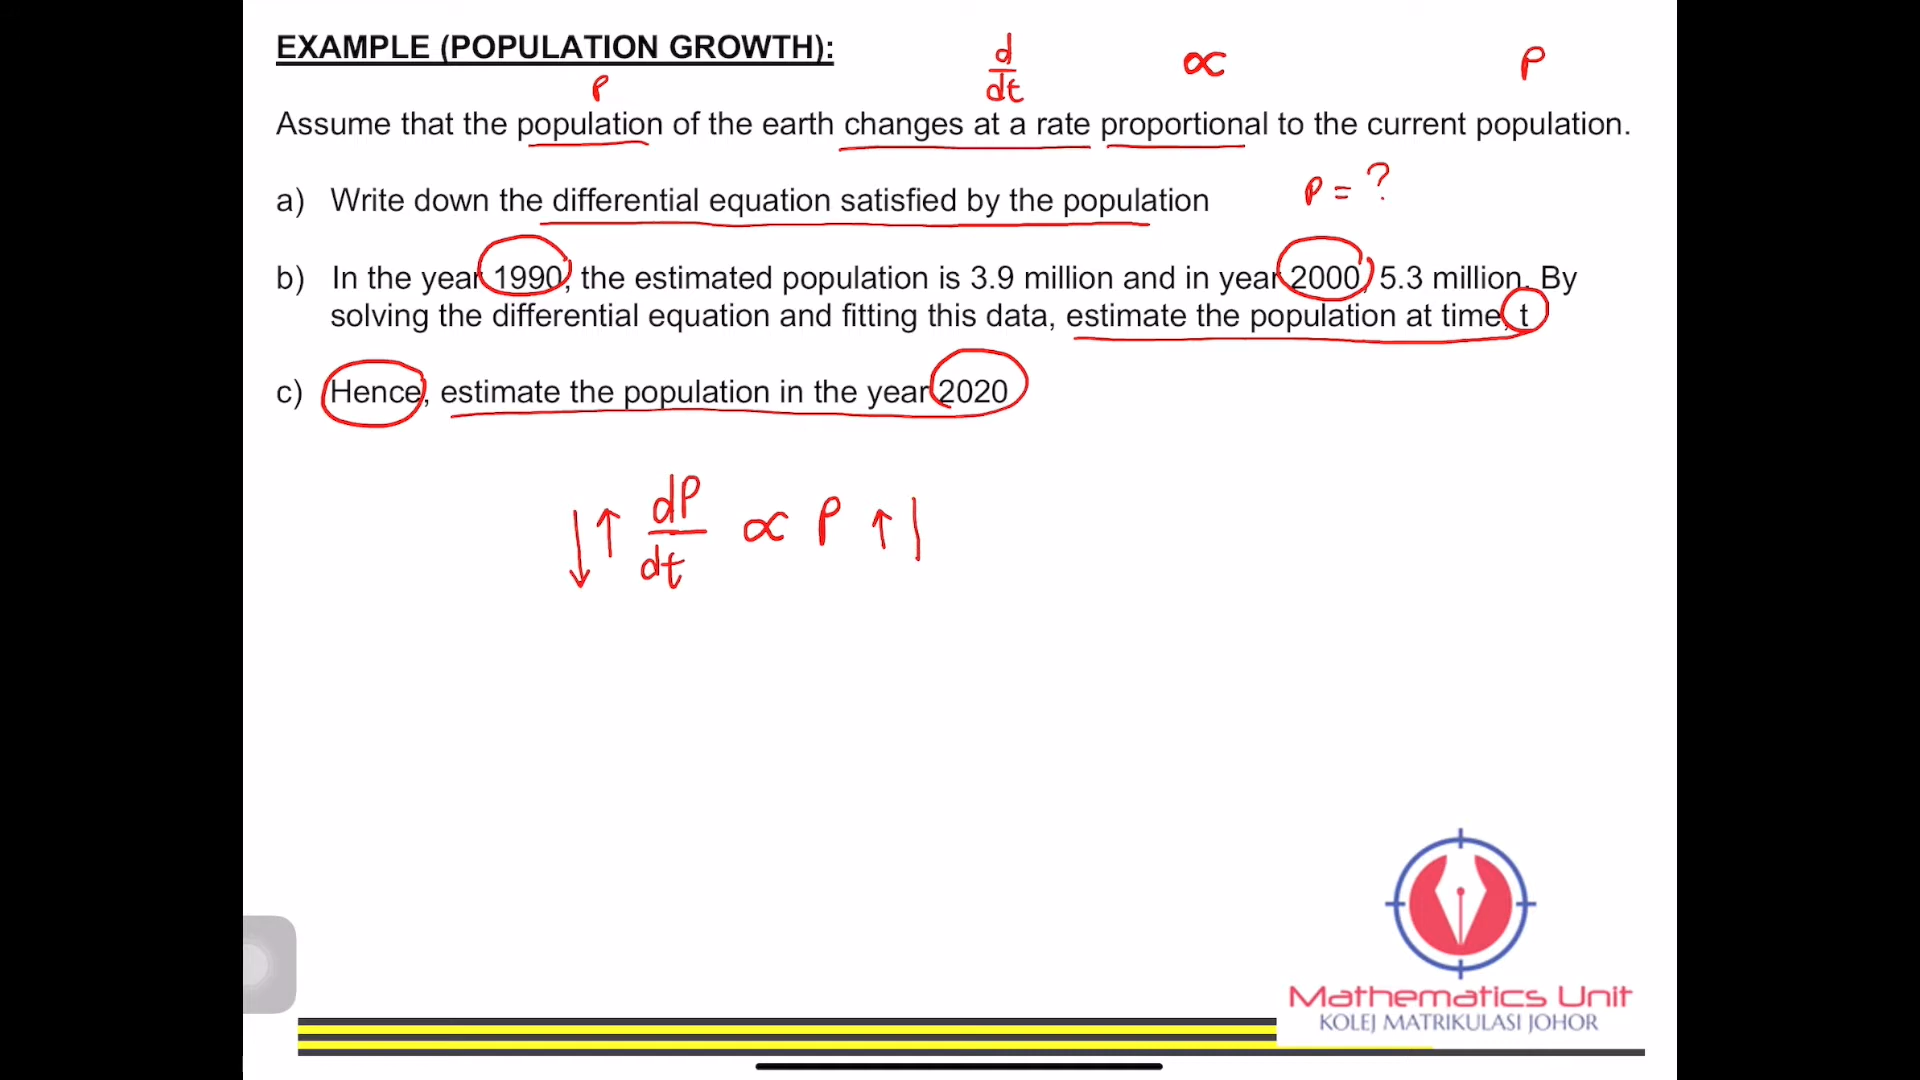 EXAMPLE (POPULATION GROWTH):
d/dt ∝ P
P
Assume that the population of the earth changes at a rate proportional to the current population.
a) Write down the differential equation satisfied by the population
P = ?
b) In the year 1990, the estimated population is 3.9 million and in year 2000, 5.3 million. By
solving the differential equation and fitting this data, estimate the population at time, t
c) Hence, estimate the population in the year 2020
↓↑ dP/dt ∝ P ↑|
Mathematics Unit
KOLEJ MATRIKULASI JOHOR